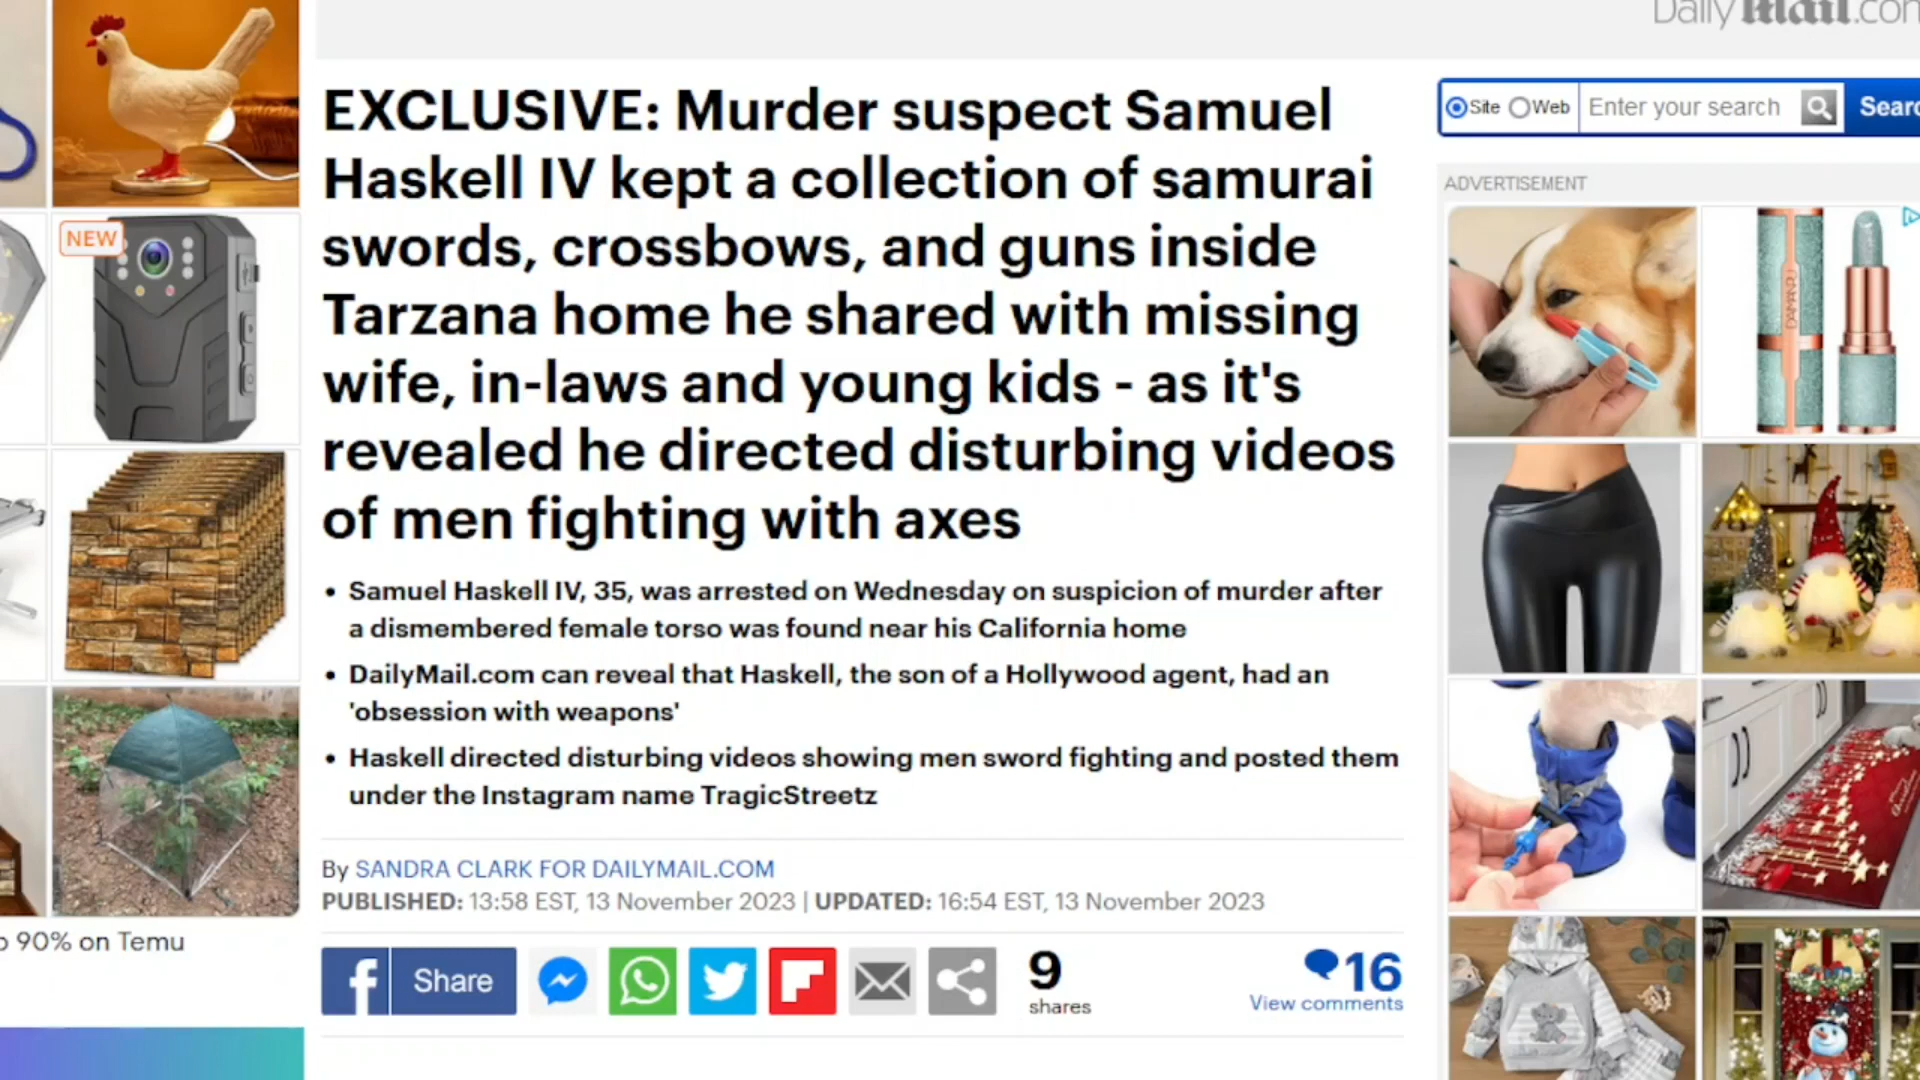 Daily Mail.com
EXCLUSIVE: Murder suspect Samuel
Haskell IV kept a collection of samurai
swords, crossbows, and guns inside
Tarzana home he shared with missing
wife, in-laws and young kids - as it's
revealed he directed disturbing videos
of men fighting with axes
• Samuel Haskell IV, 35, was arrested on Wednesday on suspicion of murder after
a dismembered female torso was found near his California home
• DailyMail.com can reveal that Haskell, the son of a Hollywood agent, had an
'obsession with weapons'
• Haskell directed disturbing videos showing men sword fighting and posted them
under the Instagram name TragicStreetz
By SANDRA CLARK FOR DAILYMAIL.COM
PUBLISHED: 13:58 EST, 13 November 2023 | UPDATED: 16:54 EST, 13 November 2023
f Share
9
shares
16
View comments
NEW
90% on Temu
Site Web Enter your search Searc
ADVERTISEMENT